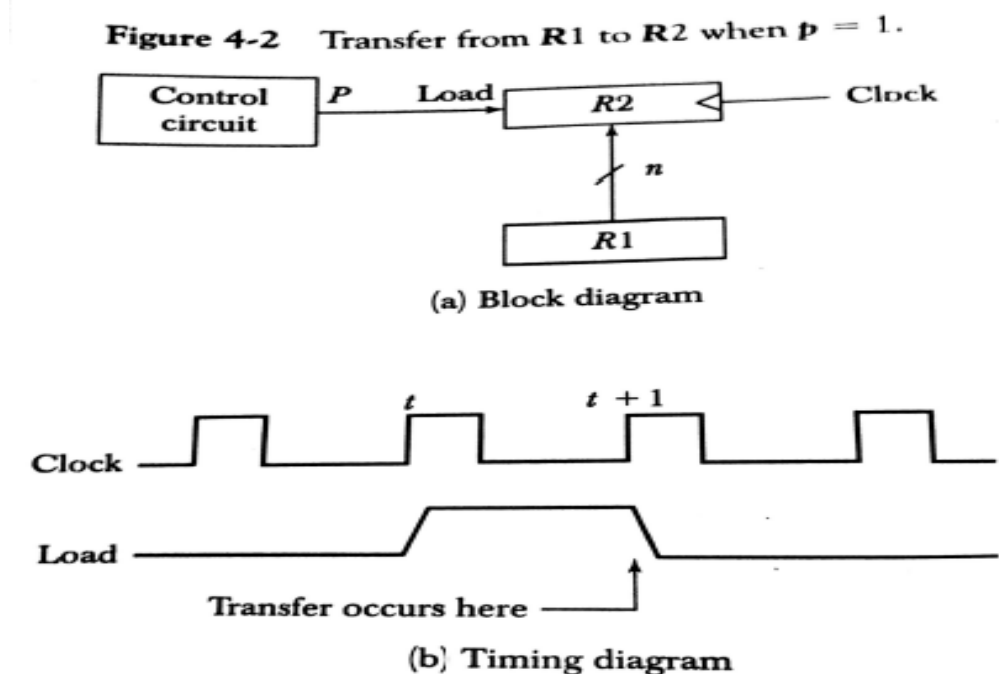 Figure 4-2 Transfer from R1 to R2 when p = 1.
Control circuit
P
Load
R2
Clock
n
R1
(a) Block diagram
t
t + 1
Clock
Load
Transfer occurs here
(b) Timing diagram